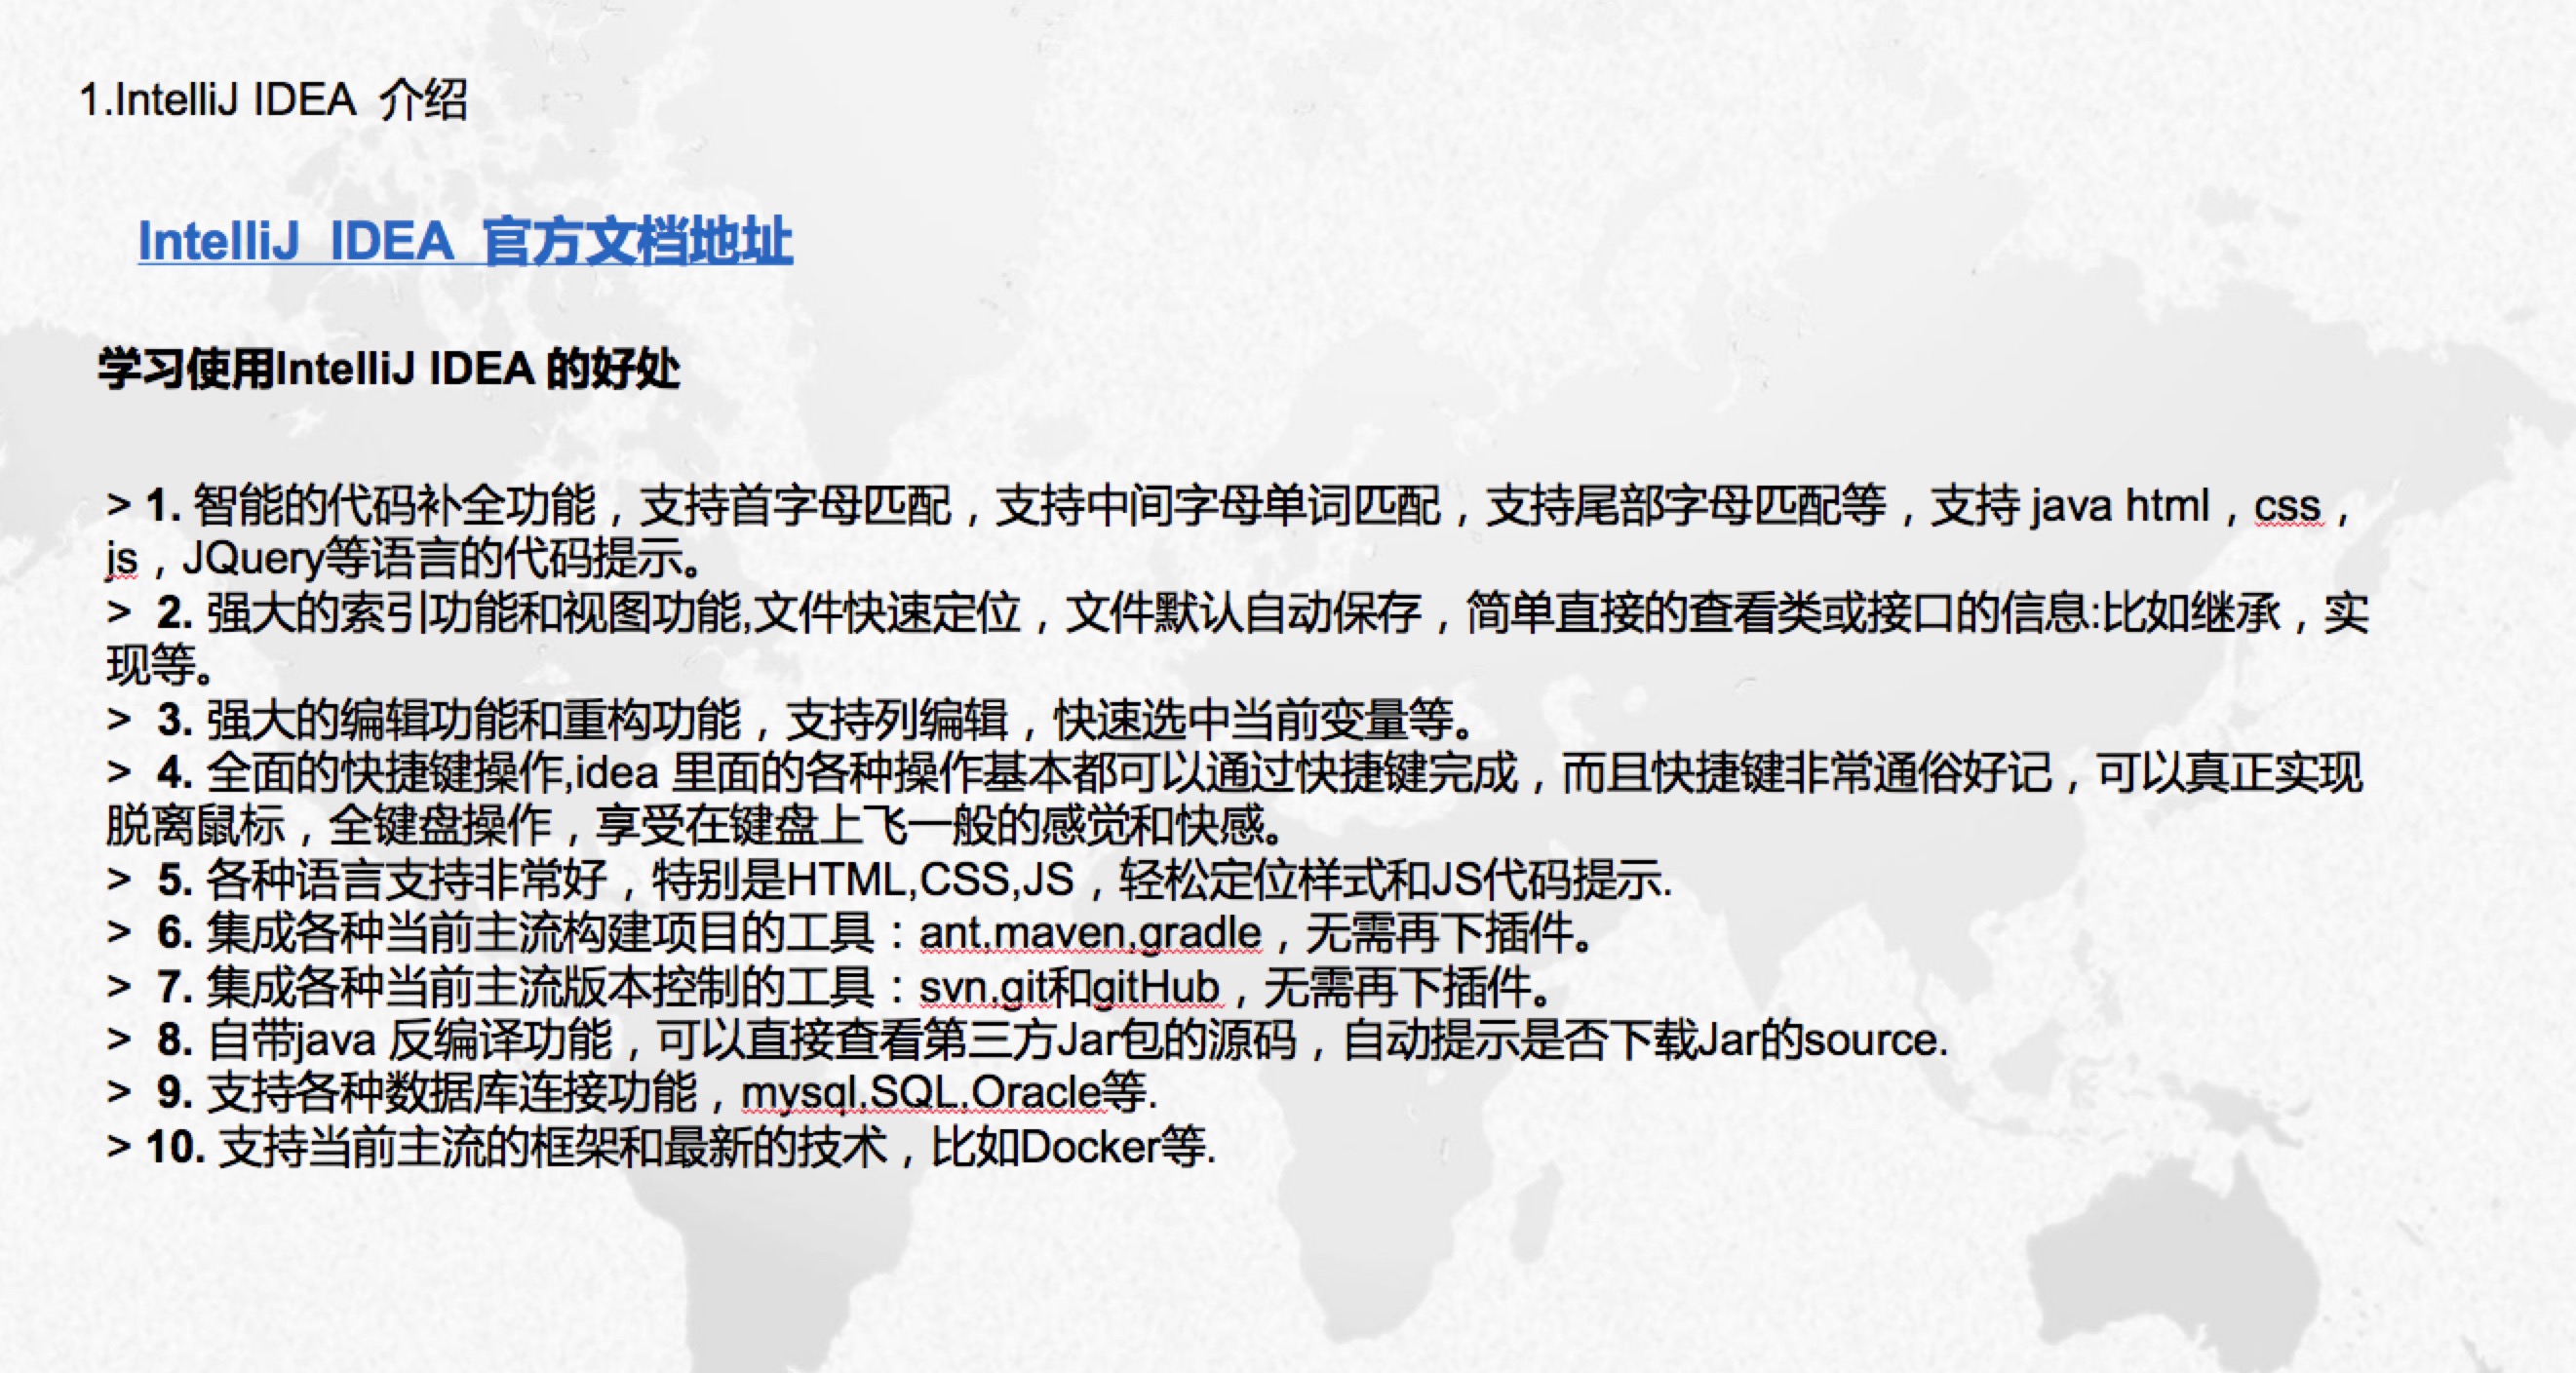 1.IntelliJ IDEA 介绍
IntelliJ IDEA 官方文档地址
学习使用IntelliJ IDEA 的好处
> 1. 智能的代码补全功能，支持首字母匹配，支持中间字母单词匹配，支持尾部字母匹配等，支持 java html，css，
js，JQuery等语言的代码提示。
> 2. 强大的索引功能和视图功能,文件快速定位，文件默认自动保存，简单直接的查看类或接口的信息:比如继承，实
现等。
> 3. 强大的编辑功能和重构功能，支持列编辑，快速选中当前变量等。
> 4. 全面的快捷键操作,idea 里面的各种操作基本都可以通过快捷键完成，而且快捷键非常通俗好记，可以真正实现
脱离鼠标，全键盘操作，享受在键盘上飞一般的感觉和快感。
> 5. 各种语言支持非常好，特别是HTML,CSS,JS，轻松定位样式和JS代码提示.
> 6. 集成各种当前主流构建项目的工具：ant.maven,gradle，无需再下插件。
> 7. 集成各种当前主流版本控制的工具：svn,git和gitHub，无需再下插件。
> 8. 自带java 反编译功能，可以直接查看第三方Jar包的源码，自动提示是否下载Jar的source.
> 9. 支持各种数据库连接功能，mysql.SQL.Oracle等.
> 10. 支持当前主流的框架和最新的技术，比如Docker等.